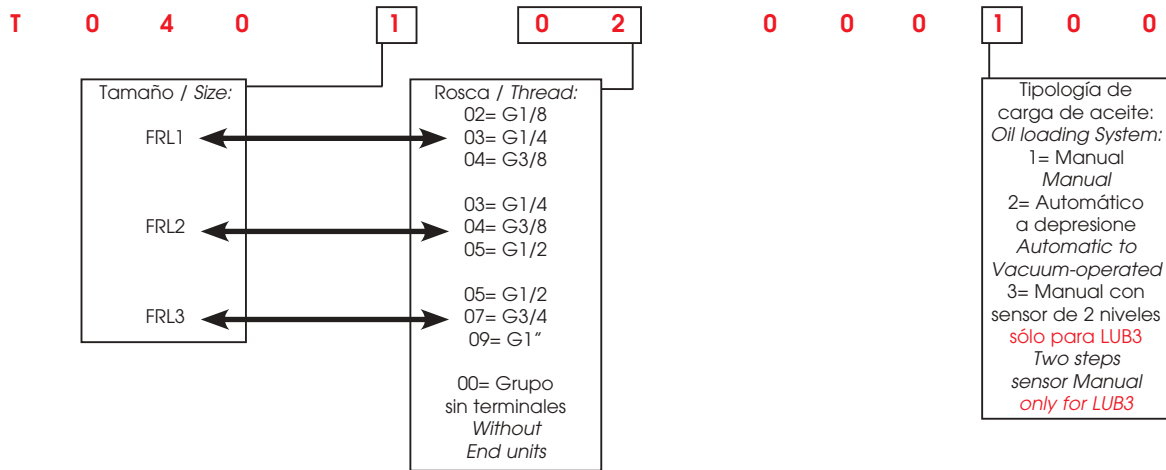 T 0 4 0 1 0 2 0 0 0 1 0 0
Tamaño / Size:
FRL1
FRL2
FRL3
Rosca / Thread:
02= G1/8
03= G1/4
04= G3/8
03= G1/4
04= G3/8
05= G1/2
05= G1/2
07= G3/4
09= G1”
00= Grupo
sin terminales
Without
End units
Tipología de
carga de aceite:
Oil loading System:
1= Manual
Manual
2= Automático
a depresione
Automatic to
Vacuum-operated
3= Manual con
sensor de 2 niveles
sólo para LUB3
Two steps
sensor Manual
only for LUB3